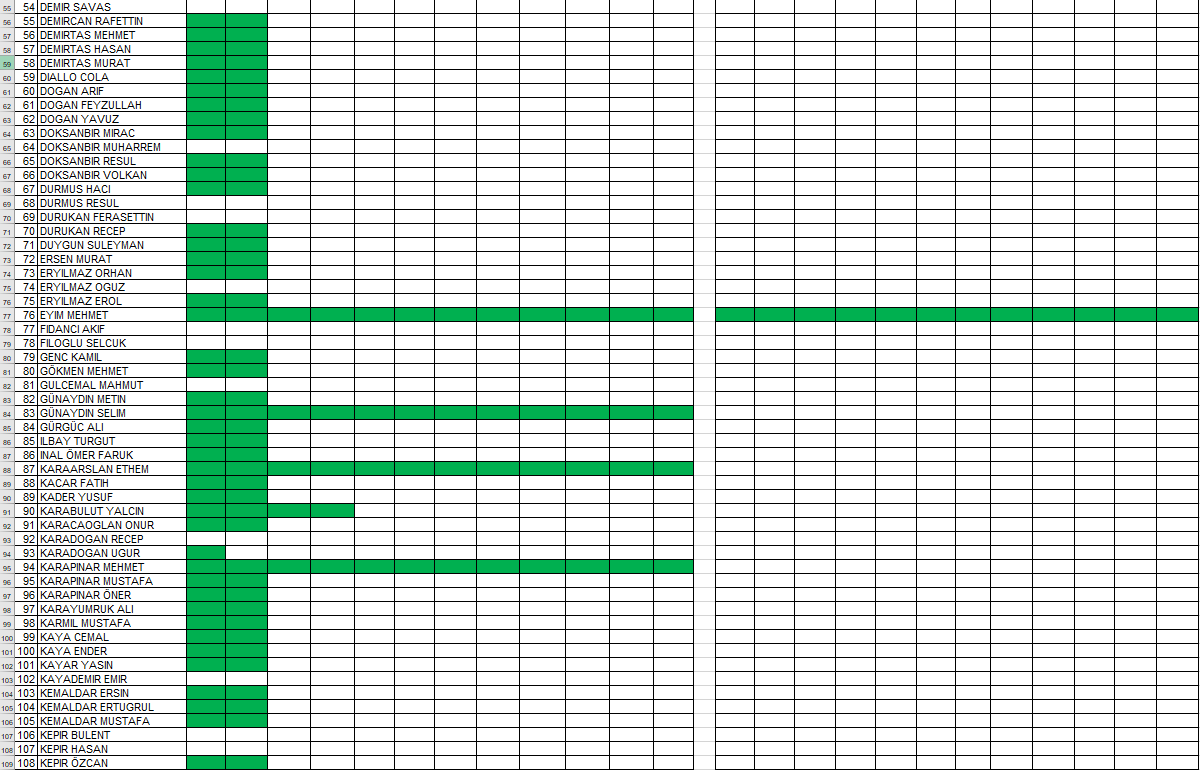 55 54 DEMIR SAVAS
56 55 DEMIRCAN RAFETTIN
57 56 DEMIRTAS MEHMET
58 57 DEMIRTAS HASAN
59 58 DEMIRTAS MURAT
60 59 DIALLO COLA
61 60 DOGAN ARIF
62 61 DOGAN FEYZULLAH
63 62 DOGAN YAVUZ
64 63 DOKSANBIR MIRAC
65 64 DOKSANBIR MUHARREM
66 65 DOKSANBIR RESUL
67 66 DOKSANBIR VOLKAN
68 67 DURMUS HACI
69 68 DURMUS RESUL
70 69 DURUKAN FERASETTIN
71 70 DURUKAN RECEP
72 71 DUYGUN SULEYMAN
73 72 ERSEN MURAT
74 73 ERYILMAZ ORHAN
75 74 ERYILMAZ OGUZ
76 75 ERYILMAZ EROL
77 76 EYIM MEHMET
78 77 FIDANCI AKIF
79 78 FILOGLU SELCUK
80 79 GENC KAMIL
81 80 GÖKMEN MEHMET
82 81 GULCEMAL MAHMUT
83 82 GÜNAYDIN METIN
84 83 GÜNAYDIN SELIM
85 84 GÜRGÜC ALI
86 85 ILBAY TURGUT
87 86 INAL ÖMER FARUK
88 87 KARAARSLAN ETHEM
89 88 KACAR FATIH
90 89 KADER YUSUF
91 90 KARABULUT YALCIN
92 91 KARACAOGLAN ONUR
93 92 KARADOGAN RECEP
94 93 KARADOGAN UGUR
95 94 KARAPINAR MEHMET
96 95 KARAPINAR MUSTAFA
97 96 KARAPINAR ÖNER
98 97 KARAYUMRUK ALI
99 98 KARMIL MUSTAFA
100 99 KAYA CEMAL
101 100 KAYA ENDER
102 101 KAYAR YASIN
103 102 KAYADEMIR EMIR
104 103 KEMALDAR ERSIN
105 104 KEMALDAR ERTUGRUL
106 105 KEMALDAR MUSTAFA
107 106 KEPIR BULENT
108 107 KEPIR HASAN
109 108 KEPIR ÖZCAN